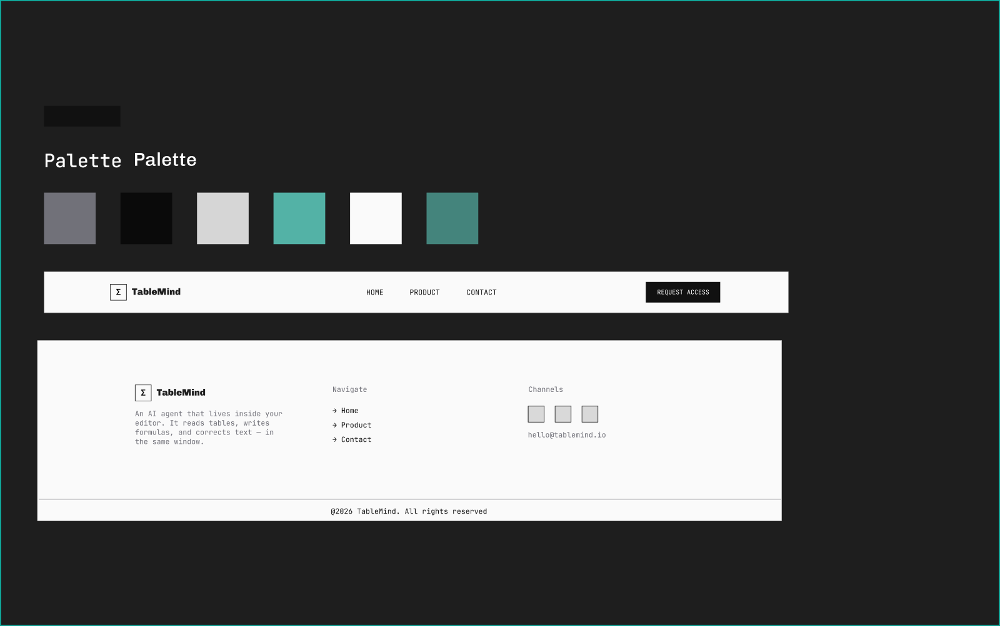 Palette Palette
Σ TableMind HOME PRODUCT CONTACT REQUEST ACCESS
Σ TableMind
An AI agent that lives inside your
editor. It reads tables, writes
formulas, and corrects text — in
the same window.
Navigate
→ Home
→ Product
→ Contact
Channels
hello@tablemind.io
@2026 TableMind. All rights reserved